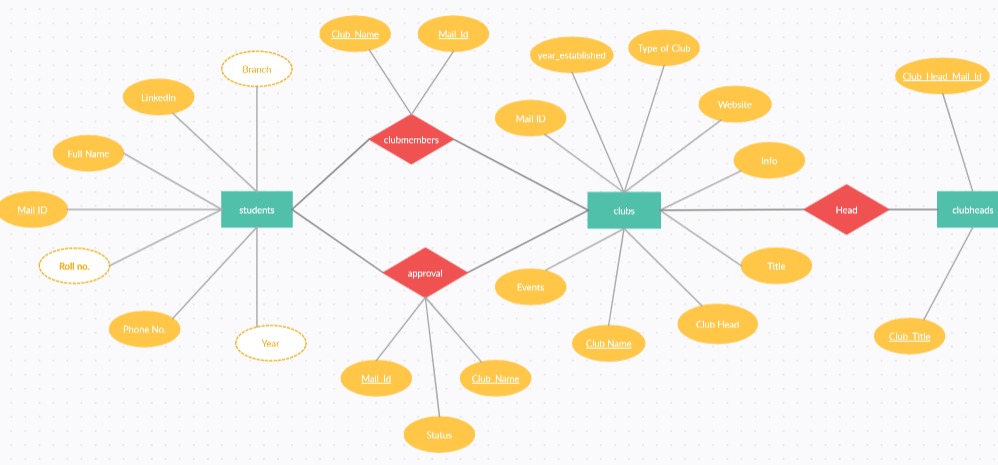 Club_Name
Mail_Id
year_established
Type of Club
Branch
Club_Head_Mail_Id
LinkedIn
Website
Mail ID
clubmembers
Full Name
Info
Mail ID
students
clubs
Head
clubheads
Roll no.
Title
approval
Events
Phone No.
Club Head
Year
Club Name
Club_Title
Mail_Id
Club_Name
Status